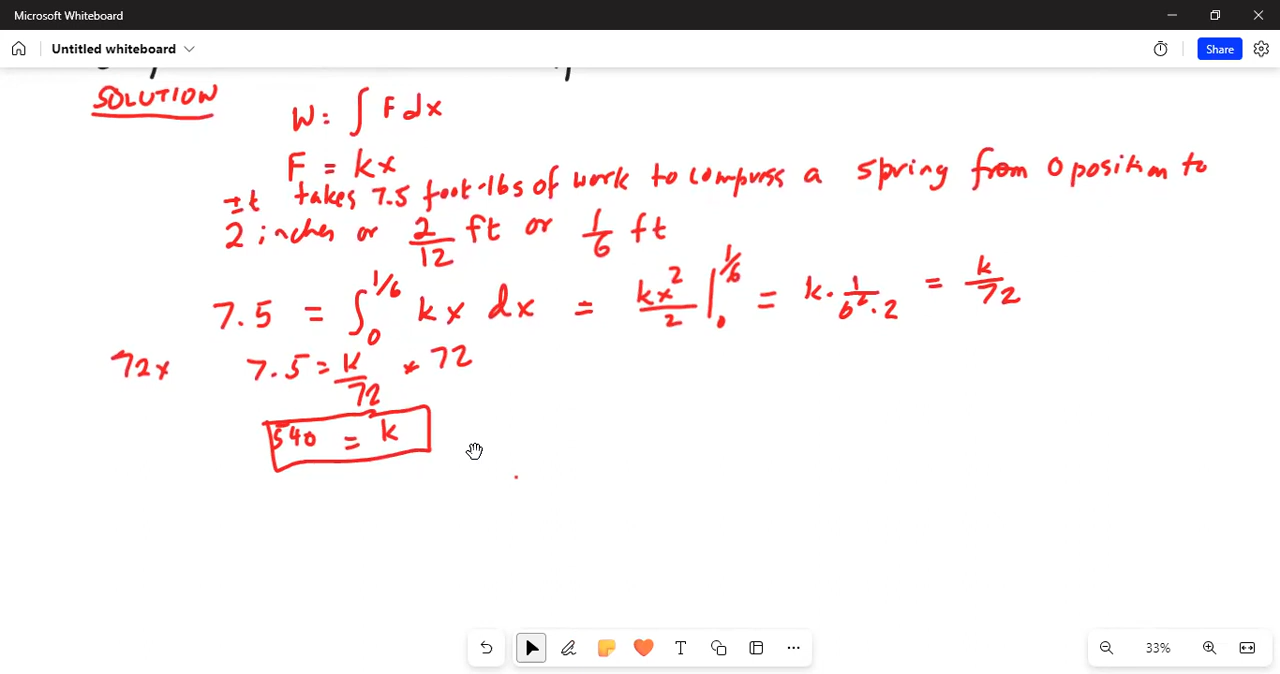 Microsoft Whiteboard
Untitled whiteboard
Share
SOLUTION
W: ∫ F dx
F = kx
It takes 7.5 foot-lbs of work to compress a spring from 0 position to
2 inches or 2/12 ft or 1/6 ft
7.5 = ∫₀^1/6 kx dx = kx²/2 |₀^1/6 = k · 1/6² · 2 = k/72
72 x 7.5 = k/72 * 72
540 = k
33%